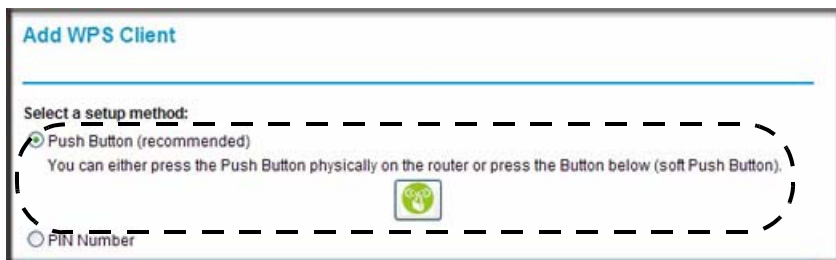 Add WPS Client
Select a setup method:
Push Button (recommended)
You can either press the Push Button physically on the router or press the Button below (soft Push Button).
PIN Number